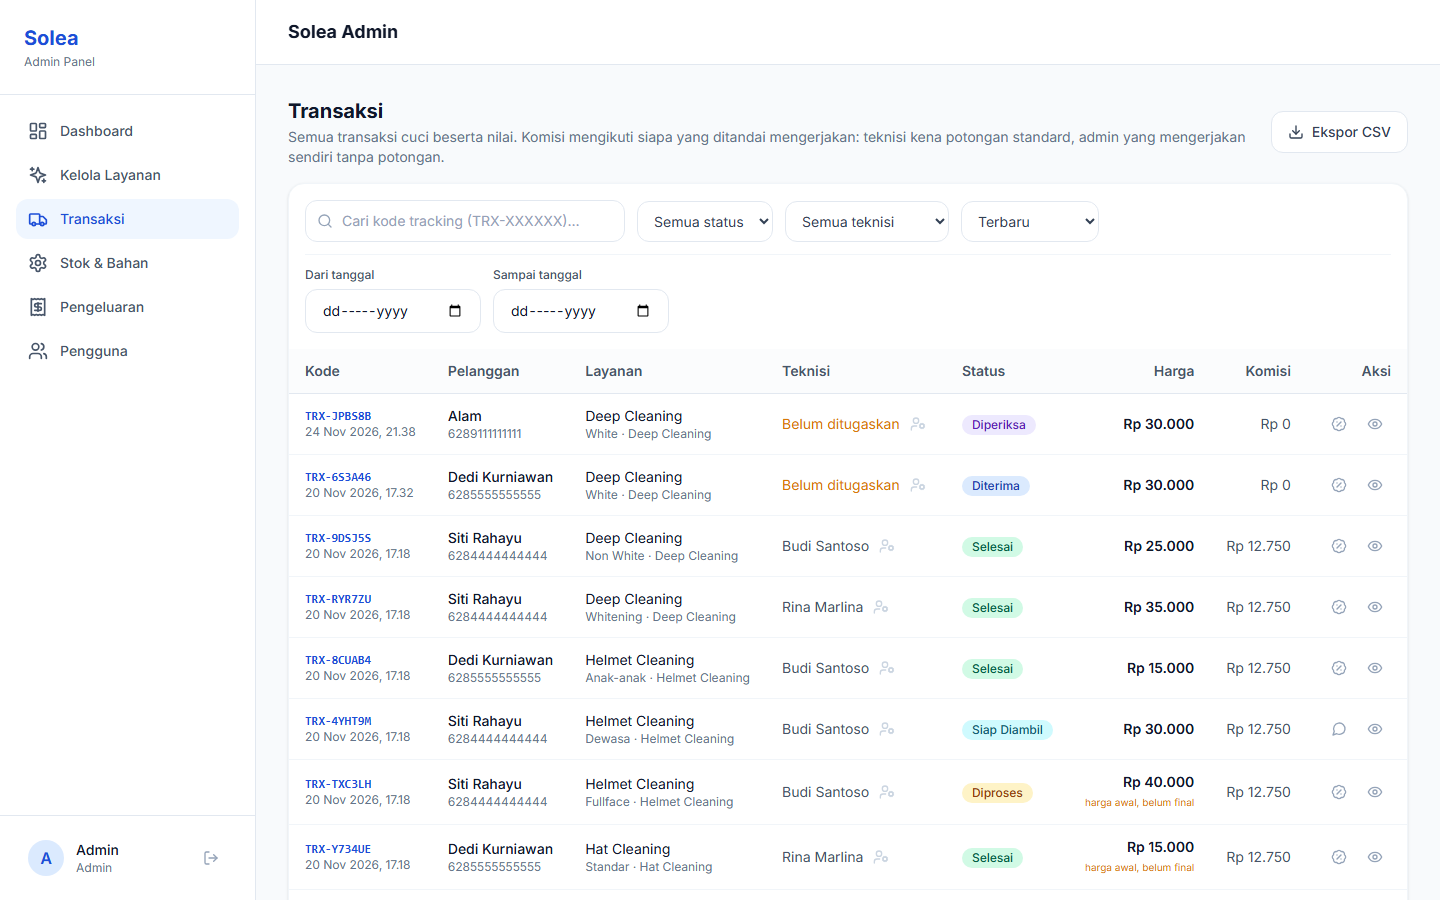 Solea
Admin Panel
Dashboard
Kelola Layanan
Transaksi
Stok & Bahan
Pengeluaran
Pengguna
A
Admin
Admin
Solea Admin
Transaksi
Semua transaksi cuci beserta nilai. Komisi mengikuti siapa yang ditandai mengerjakan: teknisi kena potongan standard, admin yang mengerjakan
sendiri tanpa potongan.
Ekspor CSV
Cari kode tracking (TRX-XXXXXX)... Semua status Semua teknisi Terbaru
Dari tanggal Sampai tanggal
dd-----yyyy dd-----yyyy
Kode Pelanggan Layanan Teknisi Status Harga Komisi Aksi
TRX-JPBS8B Alam Deep Cleaning Belum ditugaskan Diperiksa Rp 30.000 Rp 0
24 Nov 2026, 21.38 6289111111111 White · Deep Cleaning
TRX-6S3A46 Dedi Kurniawan Deep Cleaning Belum ditugaskan Diterima Rp 30.000 Rp 0
20 Nov 2026, 17.32 6285555555555 White · Deep Cleaning
TRX-9DSJ5S Siti Rahayu Deep Cleaning Budi Santoso Selesai Rp 25.000 Rp 12.750
20 Nov 2026, 17.18 6284444444444 Non White · Deep Cleaning
TRX-RYR7ZU Siti Rahayu Deep Cleaning Rina Marlina Selesai Rp 35.000 Rp 12.750
20 Nov 2026, 17.18 6284444444444 Whitening · Deep Cleaning
TRX-8CUAB4 Dedi Kurniawan Helmet Cleaning Budi Santoso Selesai Rp 15.000 Rp 12.750
20 Nov 2026, 17.18 6285555555555 Anak-anak · Helmet Cleaning
TRX-4YHT9M Siti Rahayu Helmet Cleaning Budi Santoso Siap Diambil Rp 30.000 Rp 12.750
20 Nov 2026, 17.18 6284444444444 Dewasa · Helmet Cleaning
TRX-TXC3LH Siti Rahayu Helmet Cleaning Budi Santoso Diproses Rp 40.000 Rp 12.750
20 Nov 2026, 17.18 6284444444444 Fullface · Helmet Cleaning harga awal, belum final
TRX-Y734UE Dedi Kurniawan Hat Cleaning Rina Marlina Selesai Rp 15.000 Rp 12.750
20 Nov 2026, 17.18 6285555555555 Standar · Hat Cleaning harga awal, belum final